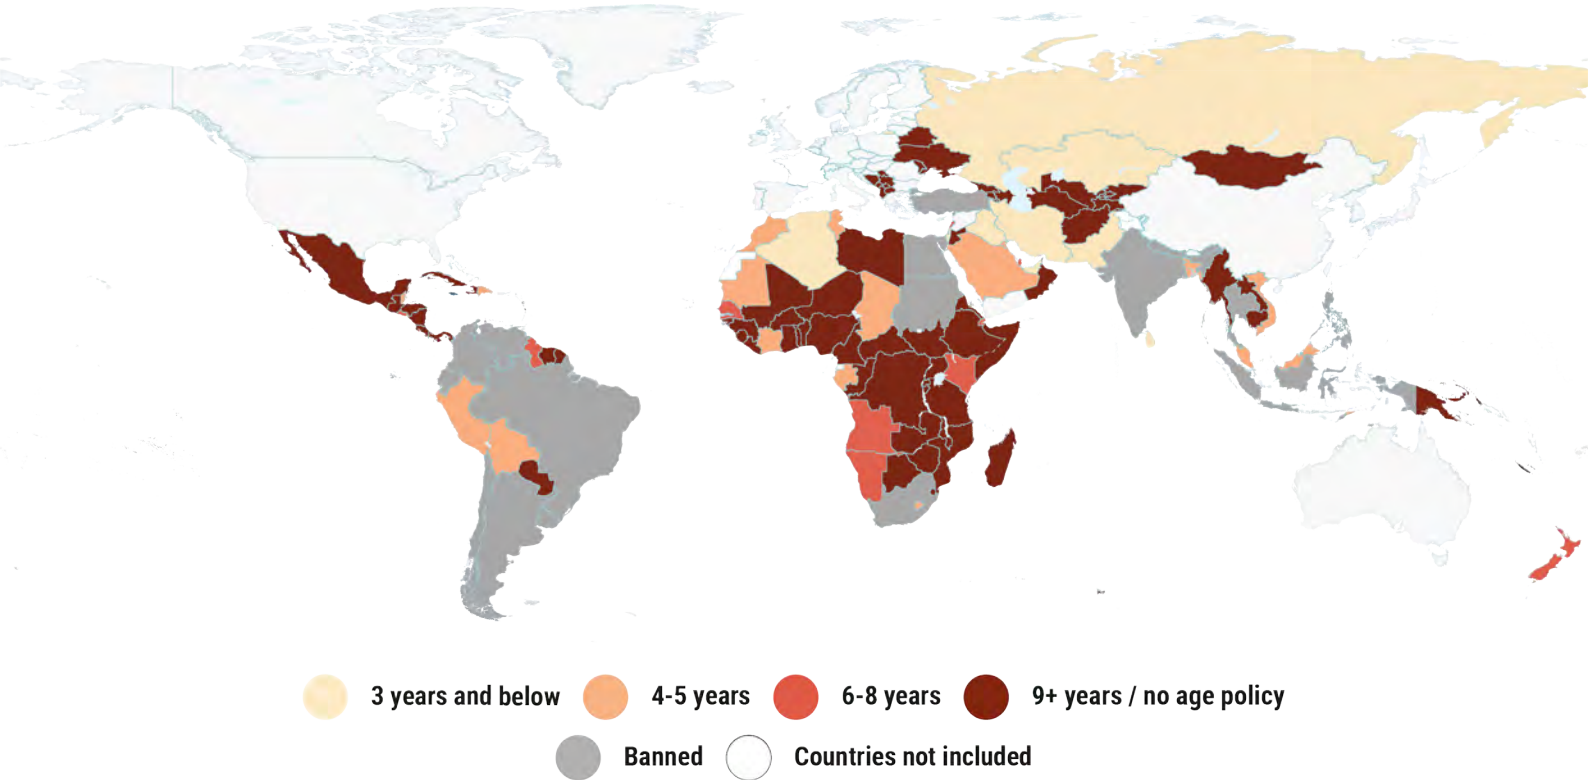 3 years and below 4-5 years 6-8 years 9+ years / no age policy
Banned Countries not included